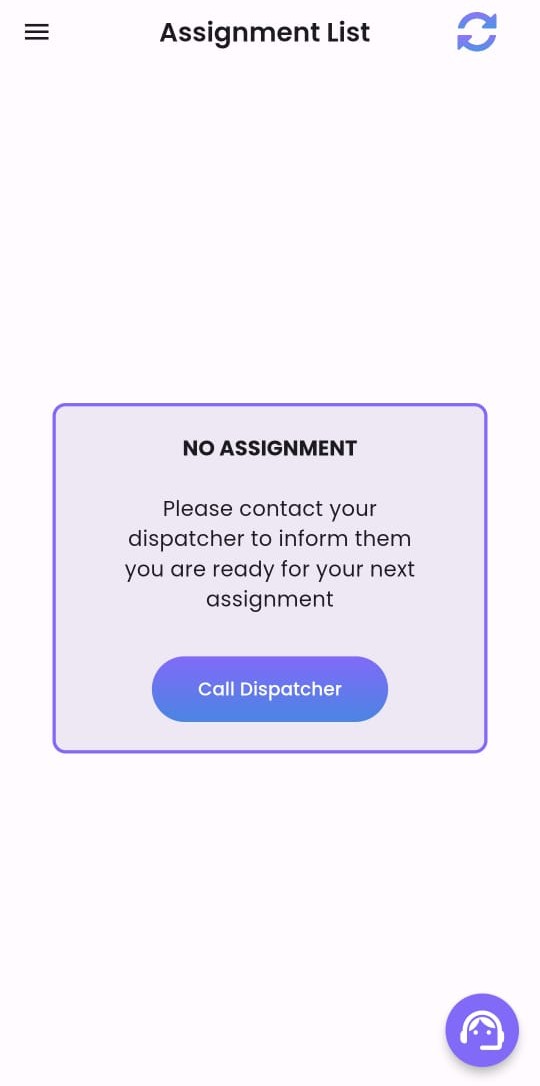 Assignment List
NO ASSIGNMENT
Please contact your
dispatcher to inform them
you are ready for your next
assignment
Call Dispatcher